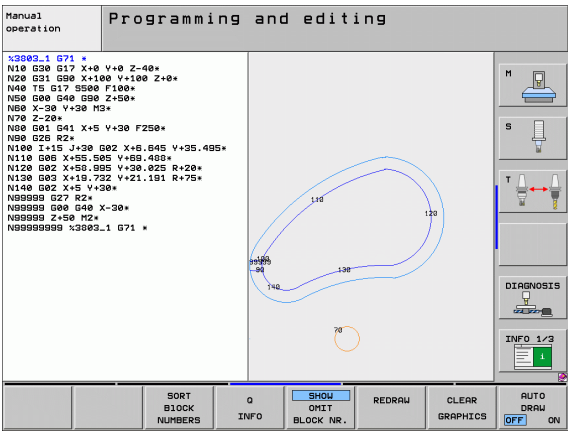 Manual
operation
Programming and editing
%3803_1 G71 *
N10 G30 G17 X+0 Y+0 Z-40*
N20 G31 G90 X+100 Y+100 Z+0*
N40 T5 G17 S500 F100*
N50 G00 G40 G90 Z+50*
N60 X-30 Y+30 M3*
N70 Z-20*
N80 G01 G41 X+5 Y+30 F250*
N90 G26 R2*
N100 I+15 J+30 G02 X+6.645 Y+35.495*
N110 G06 X+55.505 Y+69.488*
N120 G02 X+58.995 Y+30.025 R+20*
N130 G03 X+19.732 Y+21.191 R+75*
N140 G02 X+5 Y+30*
N99999 G27 R2*
N99999 G00 G40 X-30*
N99999 Z+50 M2*
N99999999 %3803_1 G71 *
110
120
100
99999
90
130
140
70
M
S
T
DIAGNOSIS
INFO 1/3
SORT
BLOCK
NUMBERS
Q
INFO
SHOW
OMIT
BLOCK NR.
REDRAW
CLEAR
GRAPHICS
AUTO
DRAW
OFF ON